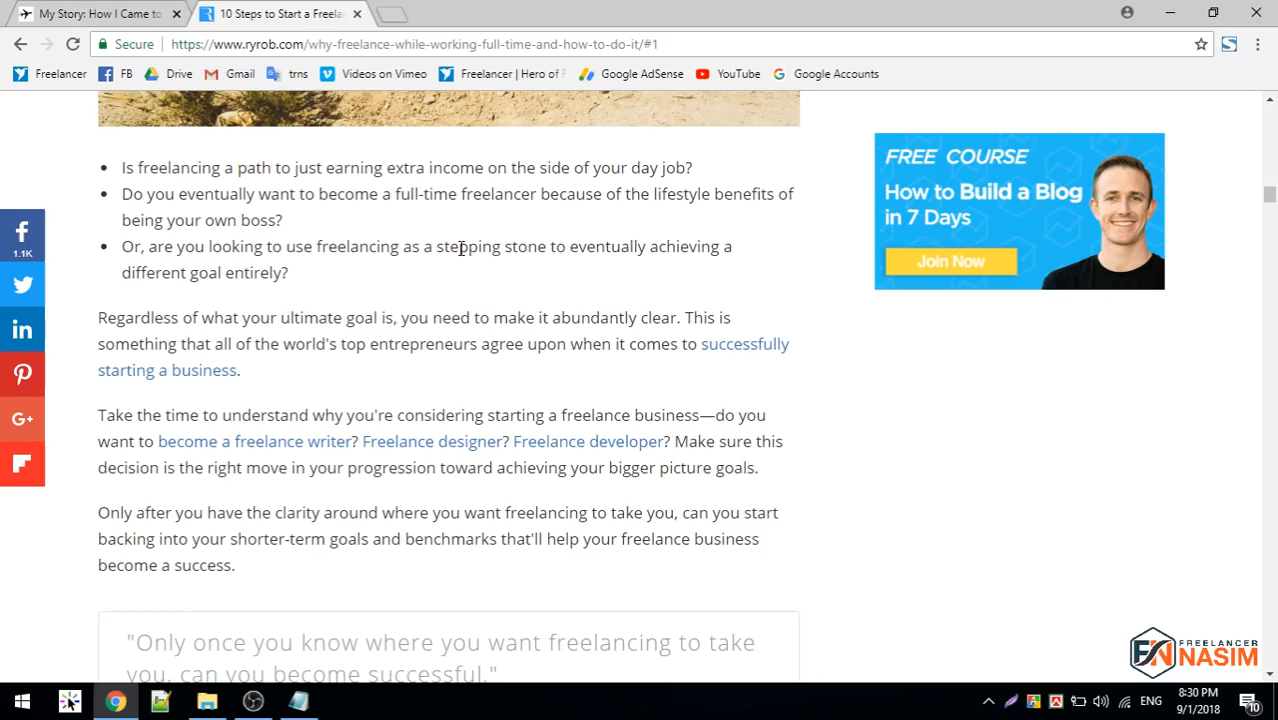 My Story: How I Came to
10 Steps to Start a Freela
Secure
https://www.ryrob.com/why-freelance-while-working-full-time-and-how-to-do-it/#1
Freelancer
FB
Drive
Gmail
trns
Videos on Vimeo
Freelancer | Hero of F
Google AdSense
YouTube
Google Accounts
• Is freelancing a path to just earning extra income on the side of your day job?
• Do you eventually want to become a full-time freelancer because of the lifestyle benefits of
being your own boss?
• Or, are you looking to use freelancing as a stepping stone to eventually achieving a
different goal entirely?
Regardless of what your ultimate goal is, you need to make it abundantly clear. This is
something that all of the world's top entrepreneurs agree upon when it comes to successfully
starting a business.
Take the time to understand why you're considering starting a freelance business—do you
want to become a freelance writer? Freelance designer? Freelance developer? Make sure this
decision is the right move in your progression toward achieving your bigger picture goals.
Only after you have the clarity around where you want freelancing to take you, can you start
backing into your shorter-term goals and benchmarks that'll help your freelance business
become a success.
"Only once you know where you want freelancing to take
you, can you become successful."
1.1K
G+
FREE COURSE
How to Build a Blog
in 7 Days
Join Now
FN
FREELANCER
NASIM
ENG
8:30 PM
9/1/2018
10